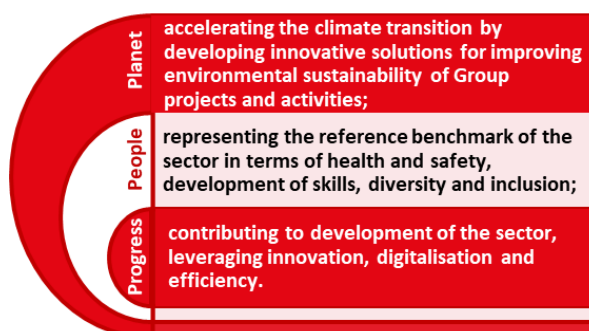 Planet
accelerating the climate transition by
developing innovative solutions for improving
environmental sustainability of Group
projects and activities;
People
representing the reference benchmark of the
sector in terms of health and safety,
development of skills, diversity and inclusion;
Progress
contributing to development of the sector,
leveraging innovation, digitalisation and
efficiency.